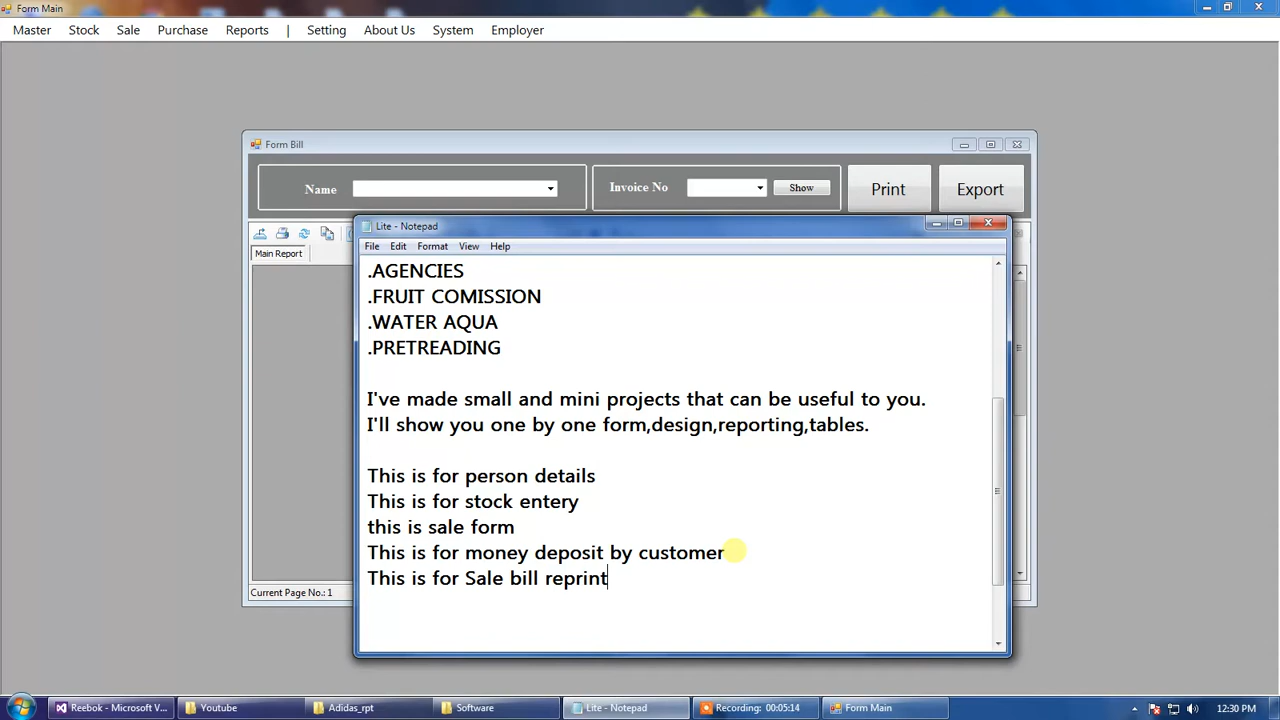 Form Main
Master Stock Sale Purchase Reports | Setting About Us System Employer
Form Bill
Name
Invoice No
Show
Print
Export
Main Report
Lite - Notepad
File Edit Format View Help
.AGENCIES
.FRUIT COMISSION
.WATER AQUA
.PRETREADING
I've made small and mini projects that can be useful to you.
I'll show you one by one form,design,reporting,tables.
This is for person details
This is for stock entery
this is sale form
This is for money deposit by customer
This is for Sale bill reprint
Current Page No.: 1
Reebok - Microsoft V...
Youtube
Adidas_rpt
Software
Lite - Notepad
Recording: 00:05:14
Form Main
12:30 PM